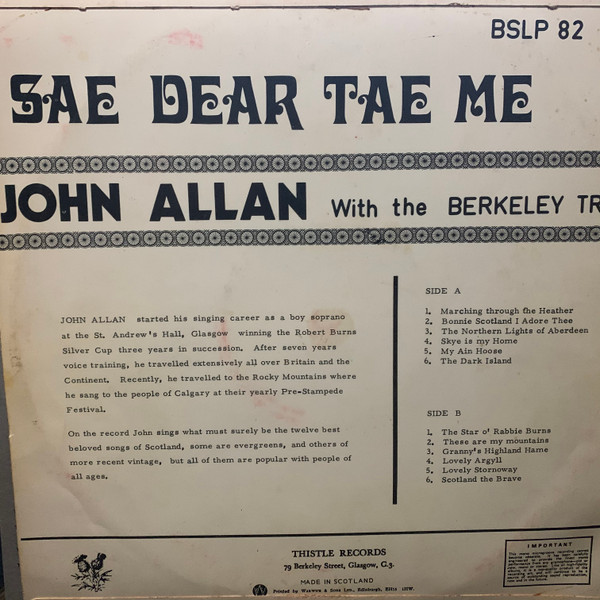 BSLP 82
SAE DEAR TAE ME
JOHN ALLAN With the BERKELEY TR
JOHN ALLAN started his singing career as a boy soprano
at the St. Andrew's Hall, Glasgow winning the Robert Burns
Silver Cup three years in succession. After seven years
voice training, he travelled extensively all over Britain and the
Continent. Recently, he travelled to the Rocky Mountains where
he sang to the people of Calgary at their yearly Pre-Stampede
Festival.
On the record John sings what must surely be the twelve best
beloved songs of Scotland, some are evergreens, and others of
more recent vintage, but all of them are popular with people of
all ages.
SIDE A
1. Marching through the Heather
2. Bonnie Scotland I Adore Thee
3. The Northern Lights of Aberdeen
4. Skye is my Home
5. My Ain Hoose
6. The Dark Island
SIDE B
1. The Star o' Rabbie Burns
2. These are my mountains
3. Granny's Highland Hame
4. Lovely Argyll
5. Lovely Stornoway
6. Scotland the Brave
THISTLE RECORDS
79 Berkeley Street, Glasgow, G.3.
MADE IN SCOTLAND
Printed by Warwick & Sons Ltd., Edinburgh,
IMPORTANT